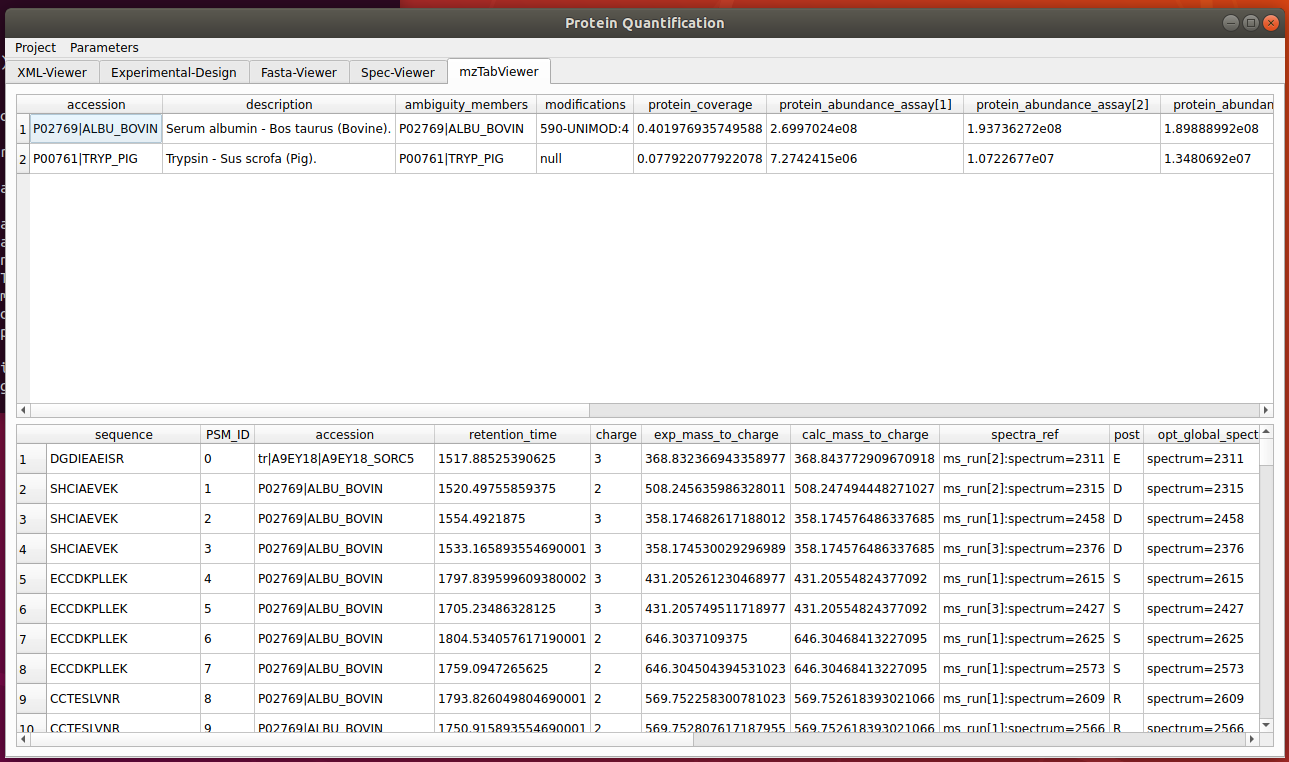 Protein Quantification
Project Parameters
XML-Viewer Experimental-Design Fasta-Viewer Spec-Viewer mzTabViewer
accession description ambiguity_members modifications protein_coverage protein_abundance_assay[1] protein_abundance_assay[2] protein_abundan
1 P02769|ALBU_BOVIN Serum albumin - Bos taurus (Bovine). P02769|ALBU_BOVIN 590-UNIMOD:4 0.401976935749588 2.6997024e08 1.93736272e08 1.89888992e08
2 P00761|TRYP_PIG Trypsin - Sus scrofa (Pig). P00761|TRYP_PIG null 0.077922077922078 7.2742415e06 1.0722677e07 1.3480692e07
sequence PSM_ID accession retention_time charge exp_mass_to_charge calc_mass_to_charge spectra_ref post opt_global_spect
1 DGDIEAEISR 0 tr|A9EY18|A9EY18_SORC5 1517.88525390625 3 368.832366943358977 368.843772909670918 ms_run[2]:spectrum=2311 E spectrum=2311
2 SHCIAEVEK 1 P02769|ALBU_BOVIN 1520.49755859375 2 508.245635986328011 508.247494448271027 ms_run[2]:spectrum=2315 D spectrum=2315
3 SHCIAEVEK 2 P02769|ALBU_BOVIN 1554.4921875 3 358.174682617188012 358.174576486337685 ms_run[1]:spectrum=2458 D spectrum=2458
4 SHCIAEVEK 3 P02769|ALBU_BOVIN 1533.165893554690001 3 358.174530029296989 358.174576486337685 ms_run[3]:spectrum=2376 D spectrum=2376
5 ECCDKPLLEK 4 P02769|ALBU_BOVIN 1797.839599609380002 3 431.205261230468977 431.20554824377092 ms_run[1]:spectrum=2615 S spectrum=2615
6 ECCDKPLLEK 5 P02769|ALBU_BOVIN 1705.23486328125 3 431.205749511718977 431.20554824377092 ms_run[3]:spectrum=2427 S spectrum=2427
7 ECCDKPLLEK 6 P02769|ALBU_BOVIN 1804.534057617190001 2 646.3037109375 646.30468413227095 ms_run[1]:spectrum=2625 S spectrum=2625
8 ECCDKPLLEK 7 P02769|ALBU_BOVIN 1759.0947265625 2 646.304504394531023 646.30468413227095 ms_run[1]:spectrum=2573 S spectrum=2573
9 CCTESLVNR 8 P02769|ALBU_BOVIN 1793.826049804690001 2 569.752258300781023 569.752618393021066 ms_run[1]:spectrum=2609 R spectrum=2609
10 CCTESLVNR 9 P02769|ALBU_BOVIN 1750.915893554690001 2 569.752807617187955 569.752618393021066 ms_run[1]:spectrum=2566 R spectrum=2566